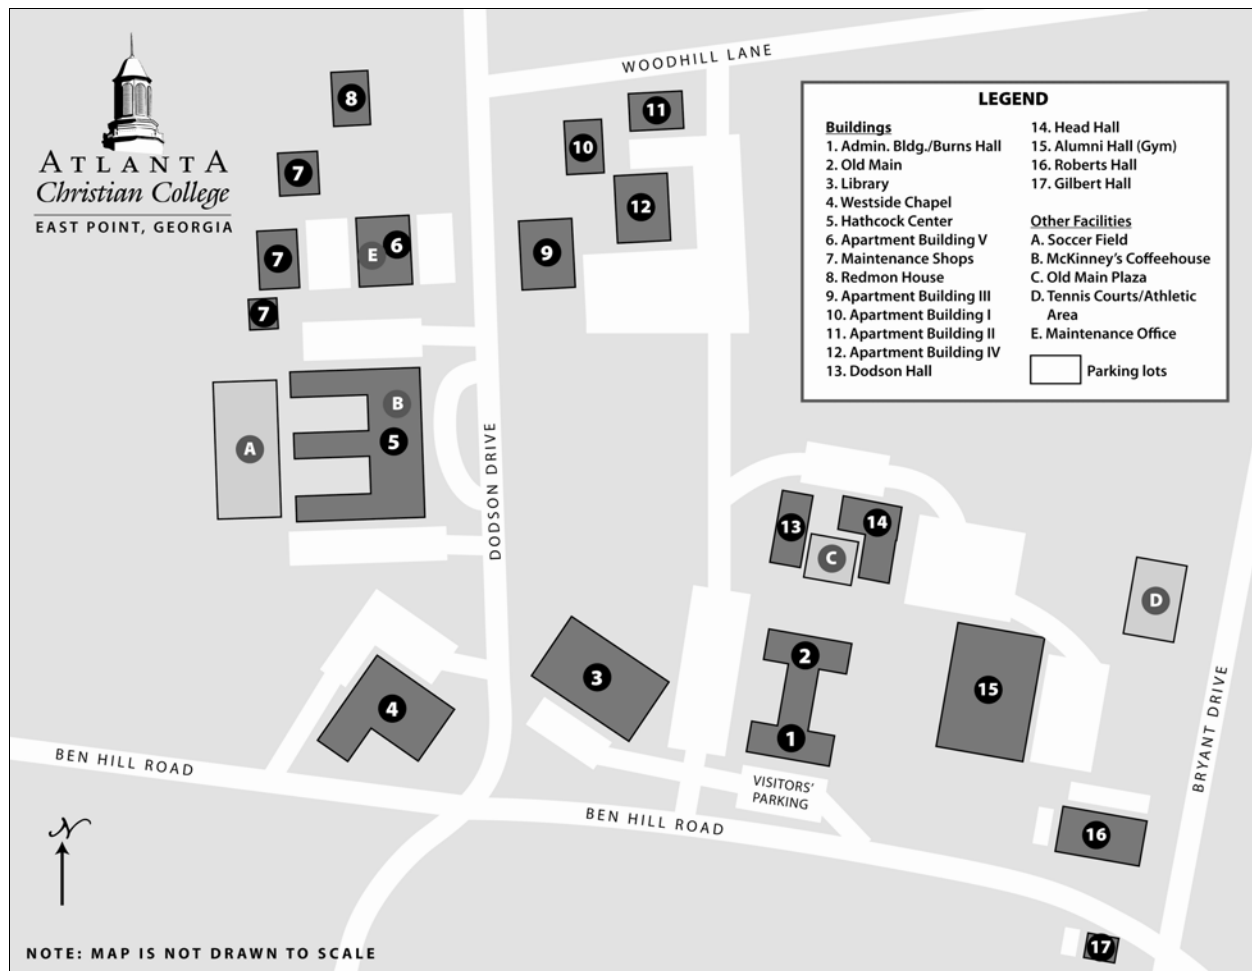 ATLANTA
Christian College
EAST POINT, GEORGIA
WOODHILL LANE
LEGEND
Buildings
1. Admin. Bldg./Burns Hall
2. Old Main
3. Library
4. Westside Chapel
5. Hathcock Center
6. Apartment Building V
7. Maintenance Shops
8. Redmon House
9. Apartment Building III
10. Apartment Building I
11. Apartment Building II
12. Apartment Building IV
13. Dodson Hall
14. Head Hall
15. Alumni Hall (Gym)
16. Roberts Hall
17. Gilbert Hall
Other Facilities
A. Soccer Field
B. McKinney's Coffeehouse
C. Old Main Plaza
D. Tennis Courts/Athletic
Area
E. Maintenance Office
Parking lots
8
11
10
7
12
7
E
6
9
7
B
A
5
DODSON DRIVE
13
14
C
D
3
2
15
4
1
BRYANT DRIVE
BEN HILL ROAD
VISITORS'
PARKING
BEN HILL ROAD
16
N
17
NOTE: MAP IS NOT DRAWN TO SCALE